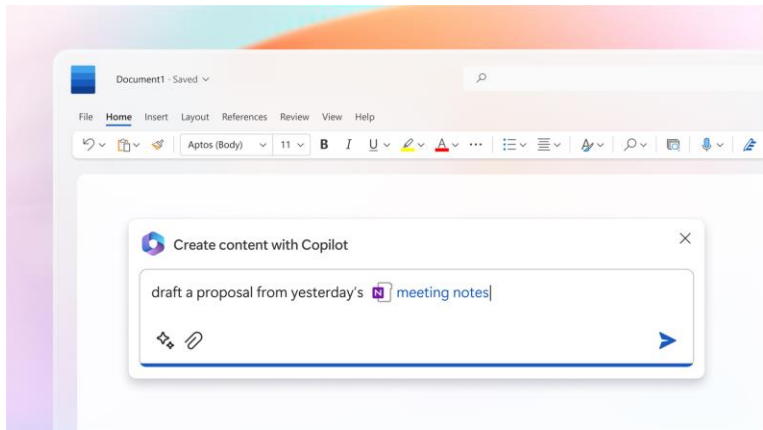 Document1 · Saved
File Home Insert Layout References Review View Help
Aptos (Body) 11 B I U A
Create content with Copilot
draft a proposal from yesterday's N meeting notes